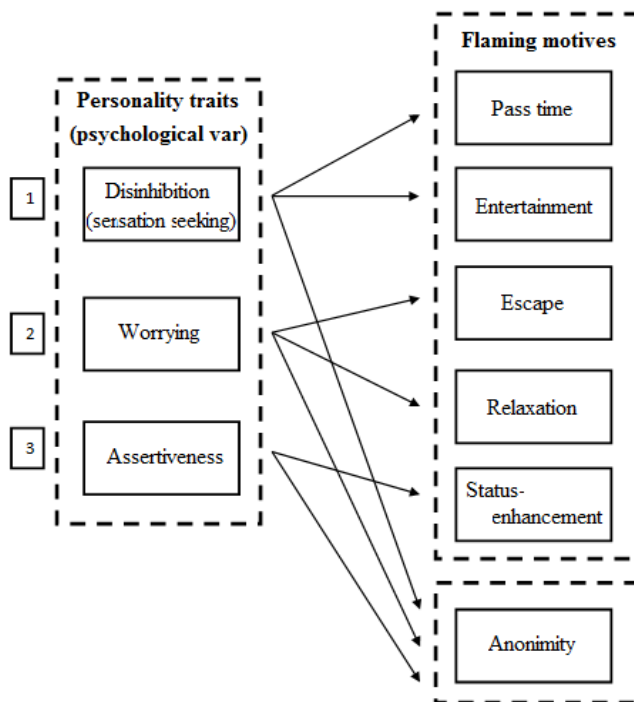 Personality traits
(psychological var)
1
Disinhibition
(sensation seeking)
2
Worrying
3
Assertiveness
Flaming motives
Pass time
Entertainment
Escape
Relaxation
Status-
enhancement
Anonimity